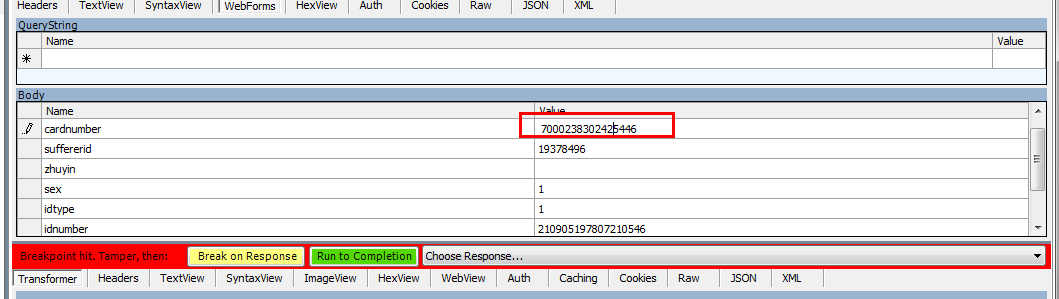 Headers TextView SyntaxView WebForms HexView Auth Cookies Raw JSON XML
QueryString
Name Value
Body
Name Value
cardnumber 7000238302425446
suffererid 19378496
zhuyin
sex 1
idtype 1
idnumber 210905197807210546
Breakpoint hit. Tamper, then: Break on Response Run to Completion Choose Response...
Transformer Headers TextView SyntaxView ImageView HexView WebView Auth Caching Cookies Raw JSON XML